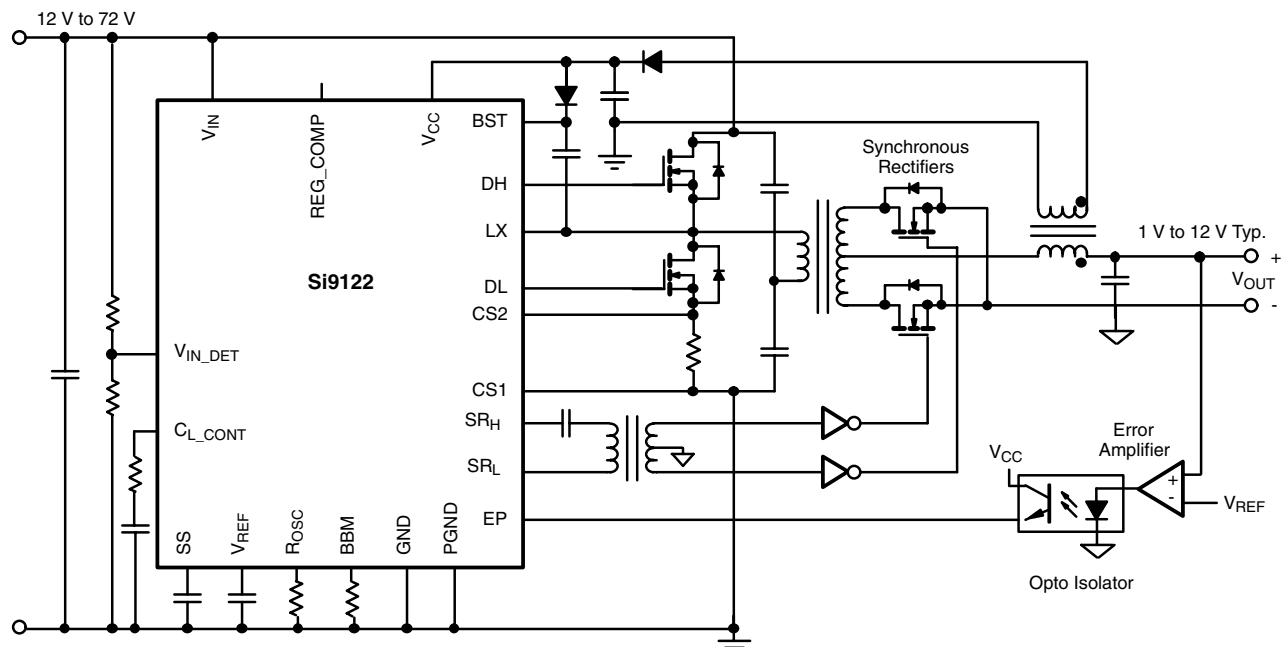 12 V to 72 V
VIN
REG_COMP
VCC
BST
DH
LX
DL
CS2
CS1
SRH
SRL
EP
Si9122
VIN_DET
CL_CONT
SS
VREF
ROSC
BBM
GND
PGND
Synchronous
Rectifiers
1 V to 12 V Typ.
+
VOUT
-
Error
Amplifier
VCC
+
-
VREF
Opto Isolator